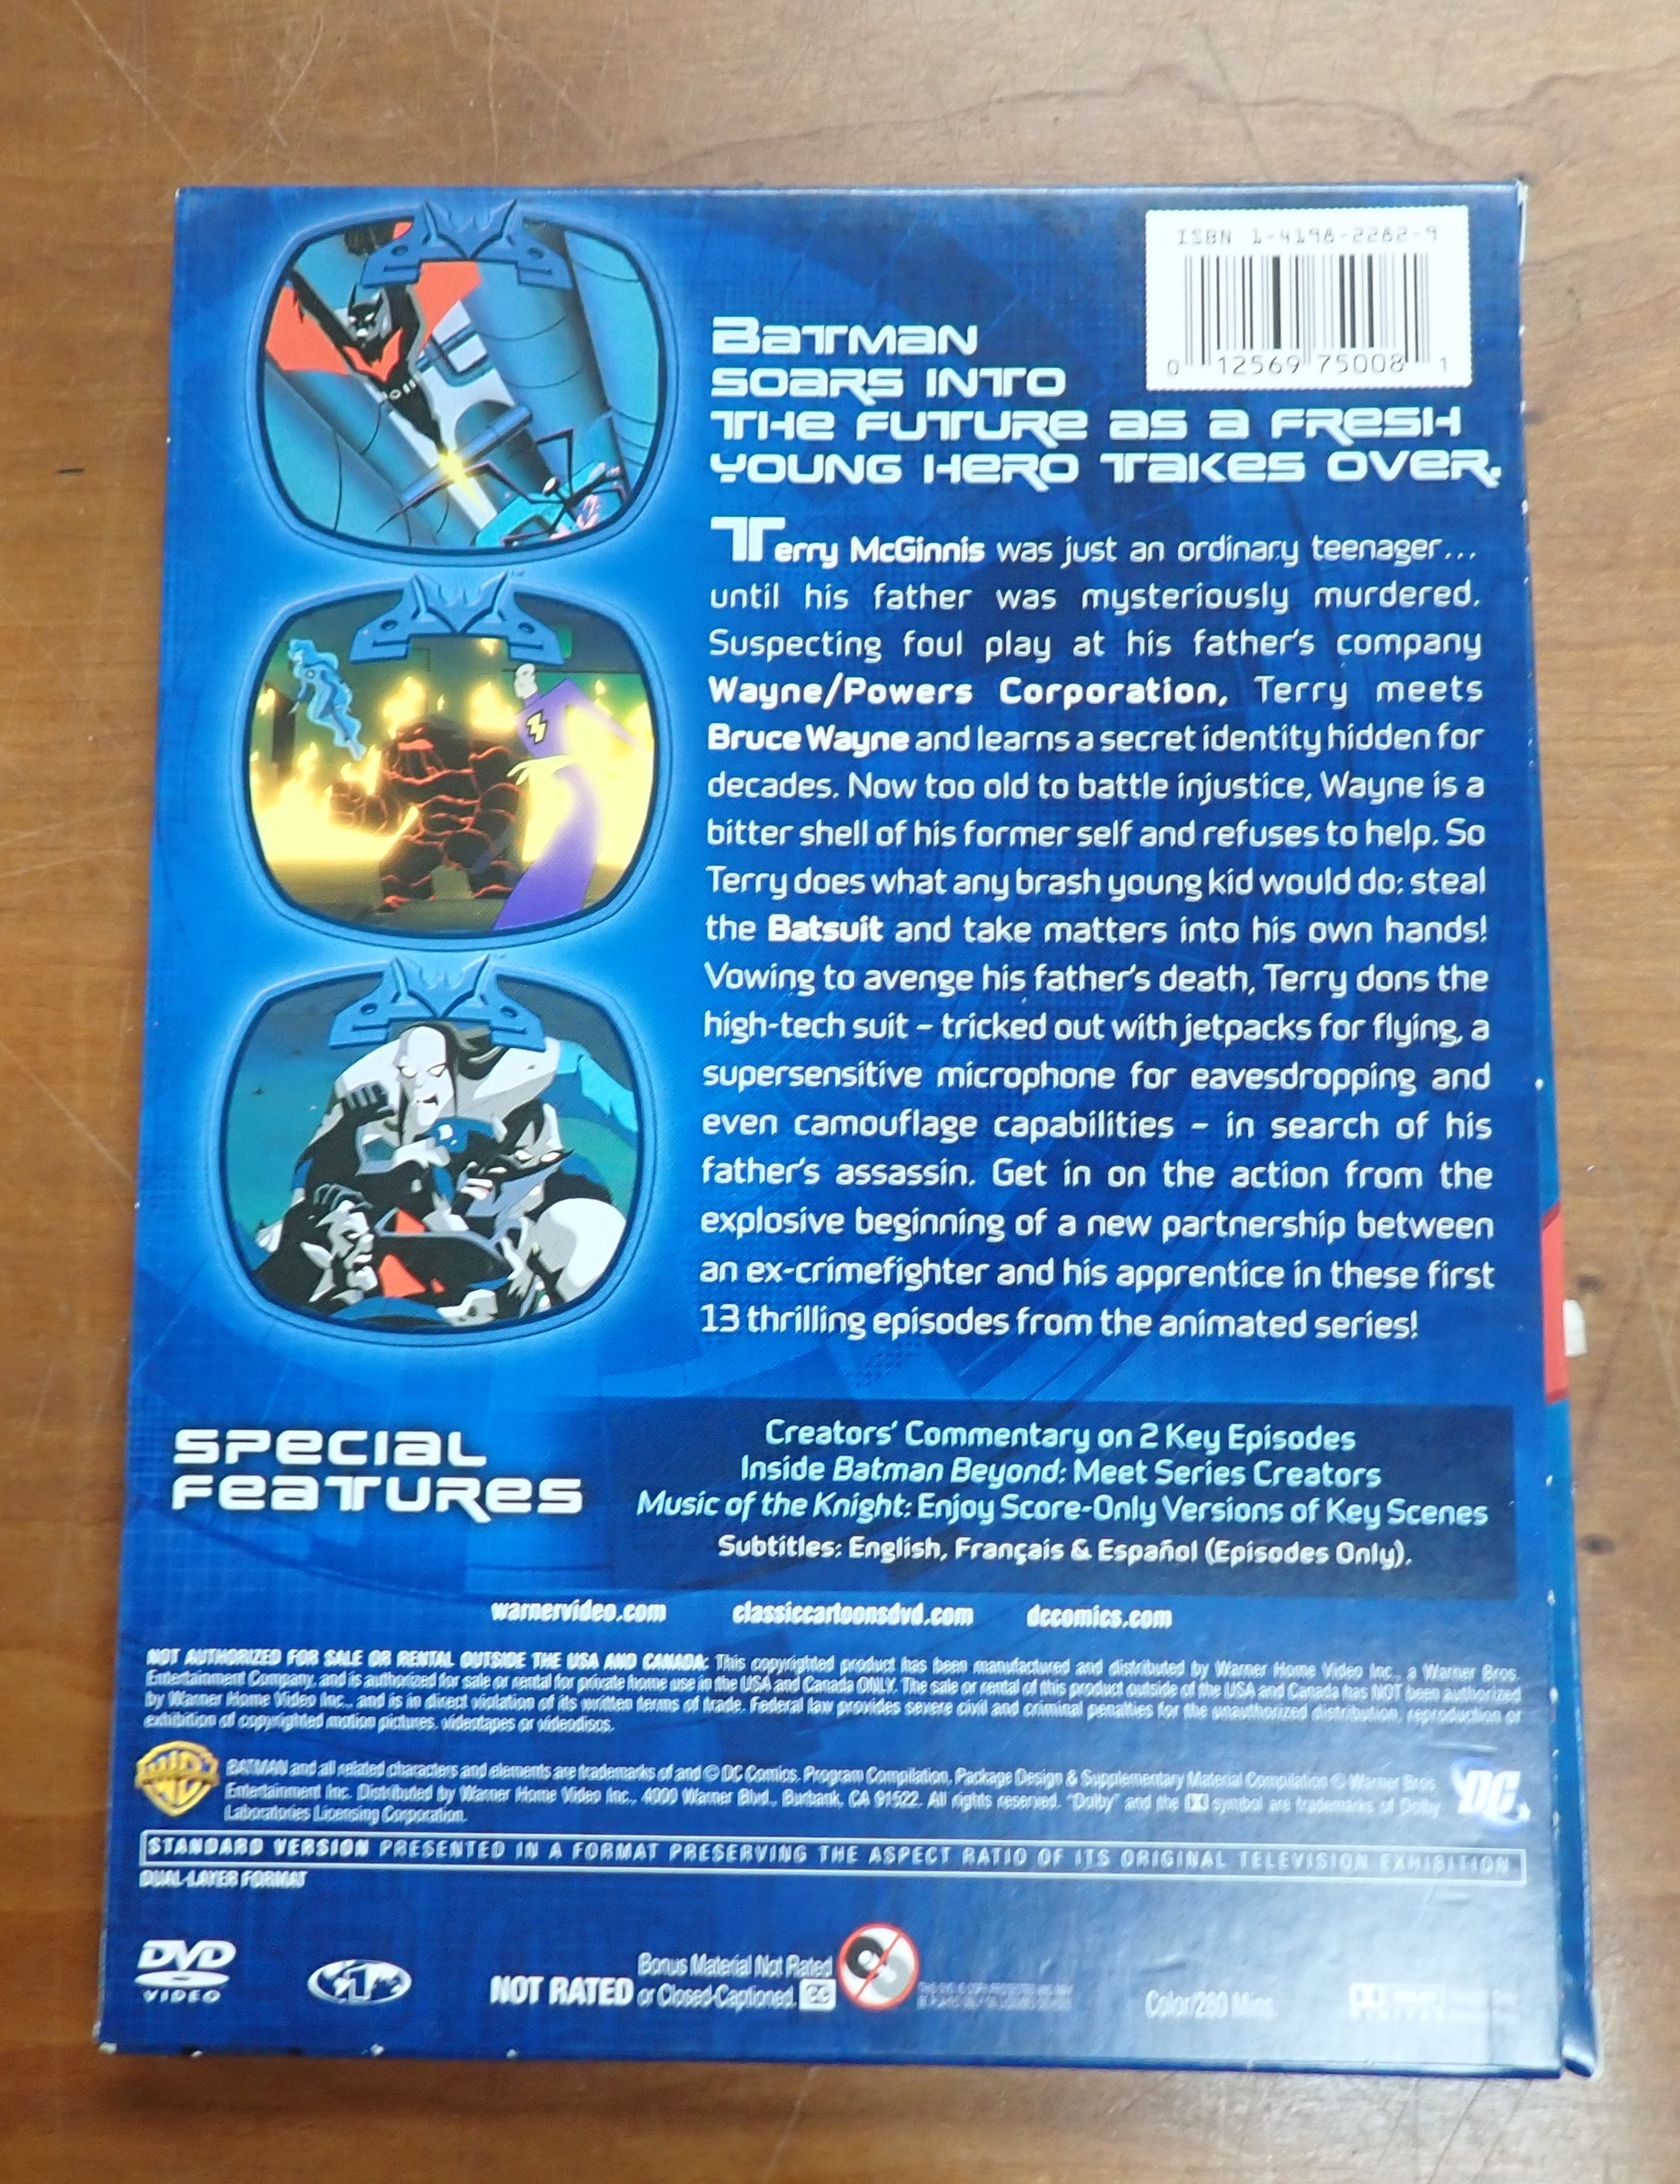 ISBN 1-4198-2282-9
0 12569 75008 1
BATMAN
SOARS INTO
THE FUTURE AS A FRESH
YOUNG HERO TAKES OVER.
Terry McGinnis was just an ordinary teenager...
until his father was mysteriously murdered.
Suspecting foul play at his father's company
Wayne/Powers Corporation, Terry meets
Bruce Wayne and learns a secret identity hidden for
decades. Now too old to battle injustice, Wayne is a
bitter shell of his former self and refuses to help. So
Terry does what any brash young kid would do: steal
the Batsuit and take matters into his own hands!
Vowing to avenge his father's death, Terry dons the
high-tech suit – tricked out with jetpacks for flying, a
supersensitive microphone for eavesdropping and
even camouflage capabilities – in search of his
father's assassin. Get in on the action from the
explosive beginning of a new partnership between
an ex-crimefighter and his apprentice in these first
13 thrilling episodes from the animated series!
SPECIAL
FEATURES
Creators' Commentary on 2 Key Episodes
Inside Batman Beyond: Meet Series Creators
Music of the Knight: Enjoy Score-Only Versions of Key Scenes
Subtitles: English, Français & Español (Episodes Only).
warnervideo.com classiccartoonsdvd.com dccomics.com
NOT AUTHORIZED FOR SALE OR RENTAL OUTSIDE THE USA AND CANADA: This copyrighted product has been manufactured and distributed by Warner Home Video Inc., a Warner Bros.
Entertainment Company, and is authorized for sale or rental for private home use in the USA and Canada ONLY. The sale or rental of this product outside of the USA and Canada has NOT been authorized
by Warner Home Video Inc., and is in direct violation of its written terms of trade. Federal law provides severe civil and criminal penalties for the unauthorized distribution, reproduction or
exhibition of copyrighted motion pictures, videotapes or videodiscs.
WB
BATMAN and all related characters and elements are trademarks of and © DC Comics. Program Compilation, Package Design & Supplementary Material Compilation © Warner Bros.
Entertainment Inc. Distributed by Warner Home Video Inc., 4000 Warner Blvd., Burbank, CA 91522. All rights reserved. "Dolby" and the symbol are trademarks of Dolby
Laboratories Licensing Corporation.
DC
STANDARD VERSION PRESENTED IN A FORMAT PRESERVING THE ASPECT RATIO OF ITS ORIGINAL TELEVISION EXHIBITION
DUAL-LAYER FORMAT
DVD
VIDEO
1
NOT RATED
Bonus Material Not Rated
or Closed-Captioned. CC
Color/280 Mins.